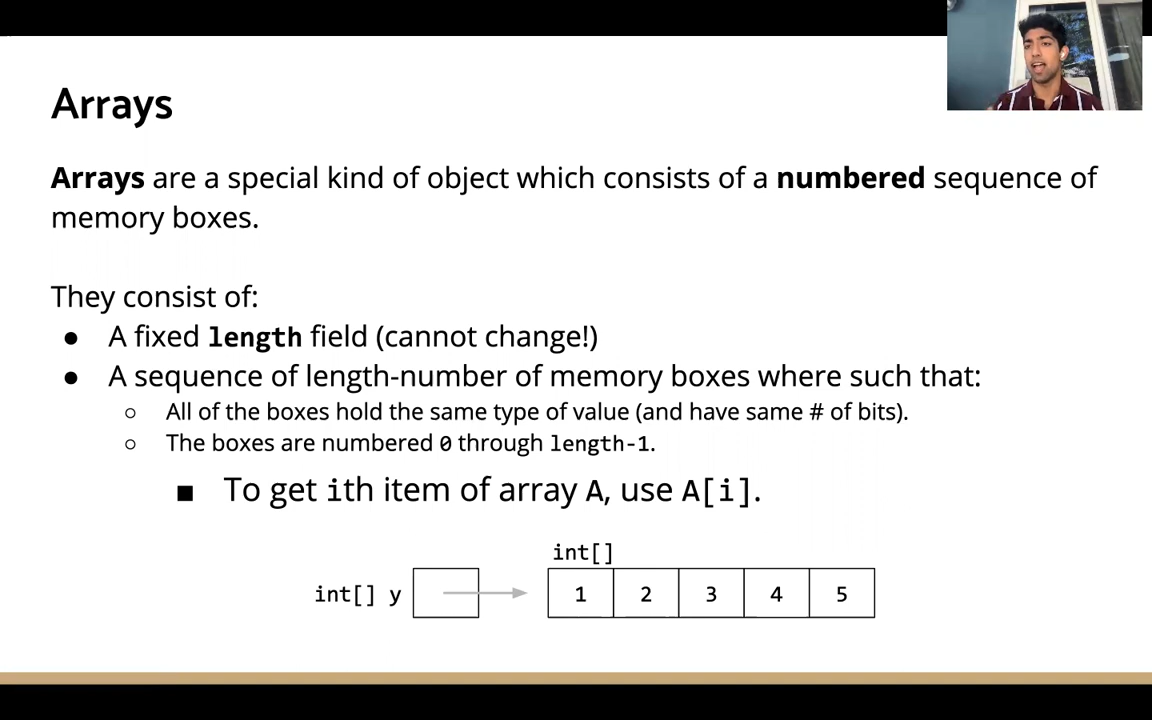 Arrays
Arrays are a special kind of object which consists of a numbered sequence of
memory boxes.
They consist of:
● A fixed length field (cannot change!)
● A sequence of length-number of memory boxes where such that:
○ All of the boxes hold the same type of value (and have same # of bits).
○ The boxes are numbered 0 through length-1.
■ To get ith item of array A, use A[i].
int[]
int[] y 1 2 3 4 5